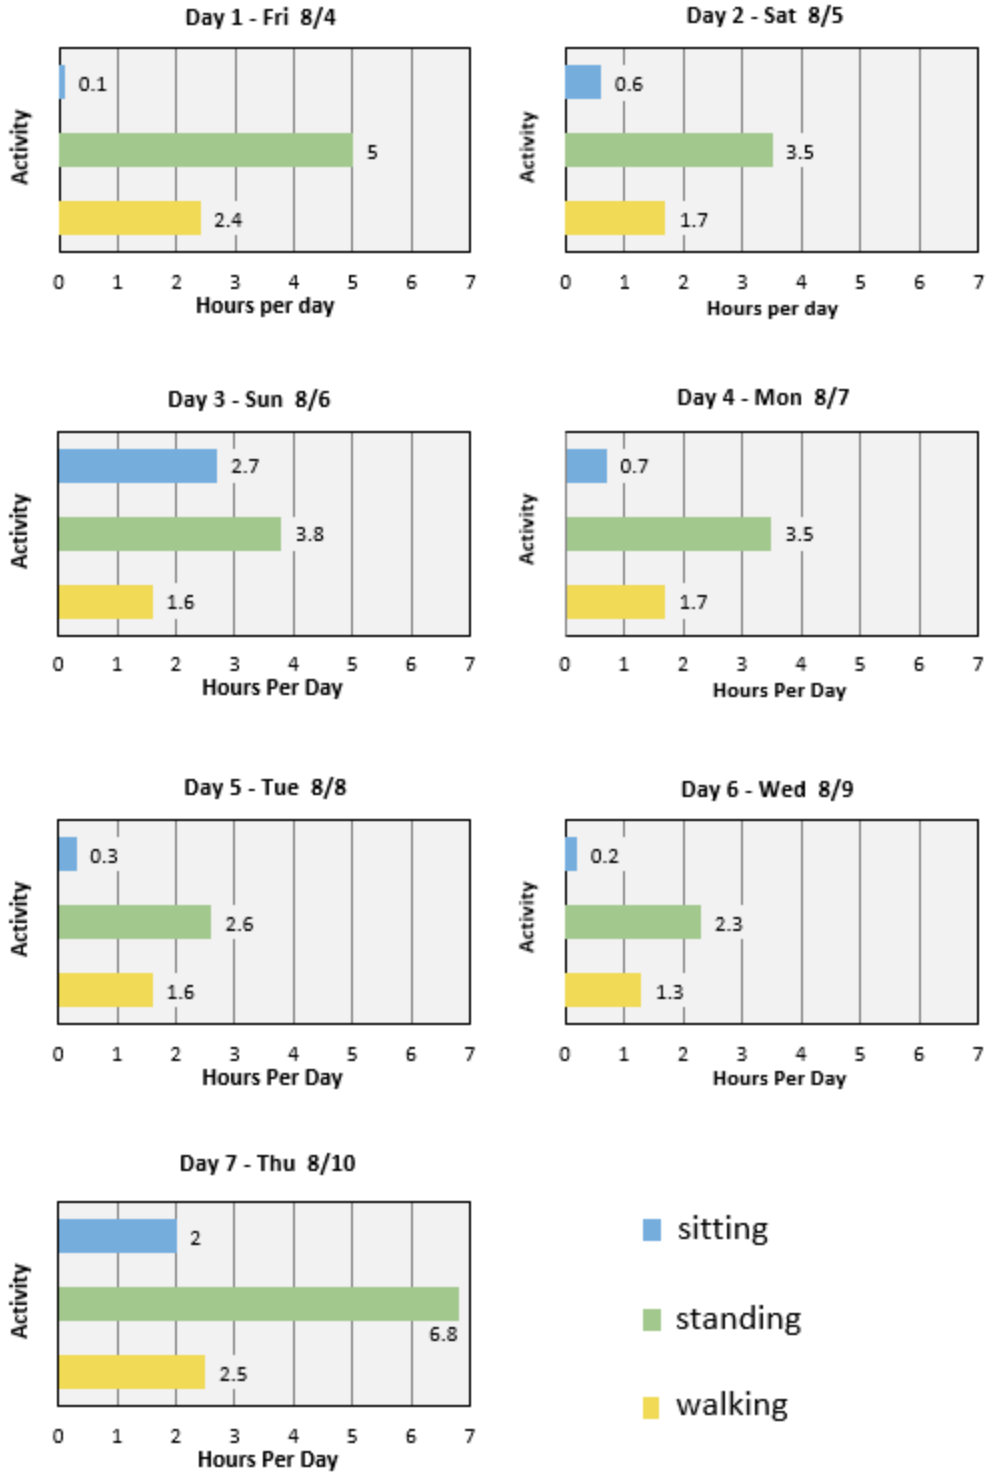 Day 1 - Fri  8/4
Activity
0.1
5
2.4
0 1 2 3 4 5 6 7
Hours per day
Day 2 - Sat  8/5
Activity
0.6
3.5
1.7
0 1 2 3 4 5 6 7
Hours per day
Day 3 - Sun  8/6
Activity
2.7
3.8
1.6
0 1 2 3 4 5 6 7
Hours Per Day
Day 4 - Mon  8/7
Activity
0.7
3.5
1.7
0 1 2 3 4 5 6 7
Hours Per Day
Day 5 - Tue  8/8
Activity
0.3
2.6
1.6
0 1 2 3 4 5 6 7
Hours Per Day
Day 6 - Wed  8/9
Activity
0.2
2.3
1.3
0 1 2 3 4 5 6 7
Hours Per Day
Day 7 - Thu  8/10
Activity
2
6.8
2.5
0 1 2 3 4 5 6 7
Hours Per Day
sitting
standing
walking